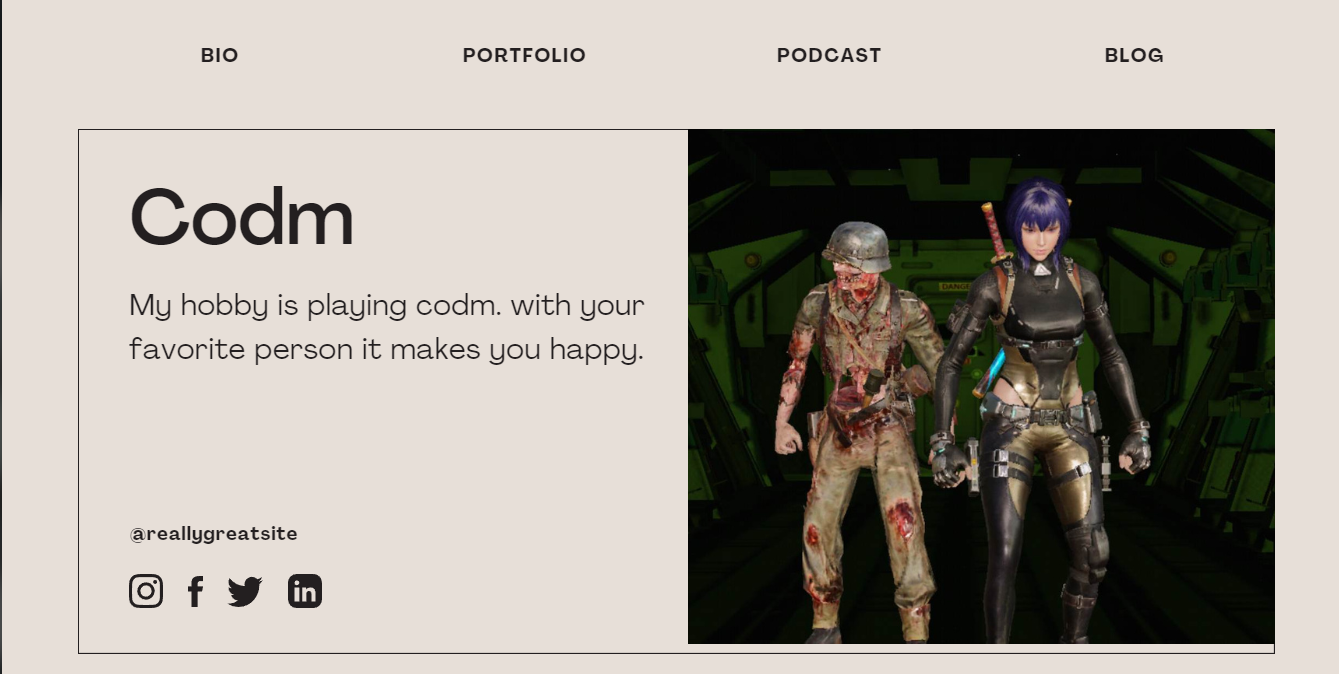 BIO
PORTFOLIO
PODCAST
BLOG
Codm
My hobby is playing codm. with your
favorite person it makes you happy.
DANGER
@reallygreatsite